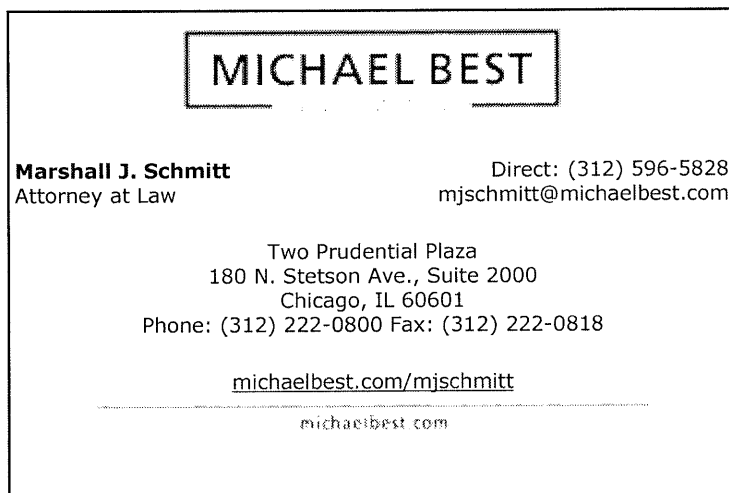 MICHAEL BEST
Marshall J. Schmitt
Attorney at Law
Direct: (312) 596-5828
mjschmitt@michaelbest.com
Two Prudential Plaza
180 N. Stetson Ave., Suite 2000
Chicago, IL 60601
Phone: (312) 222-0800 Fax: (312) 222-0818
michaelbest.com/mjschmitt
michaelbest.com